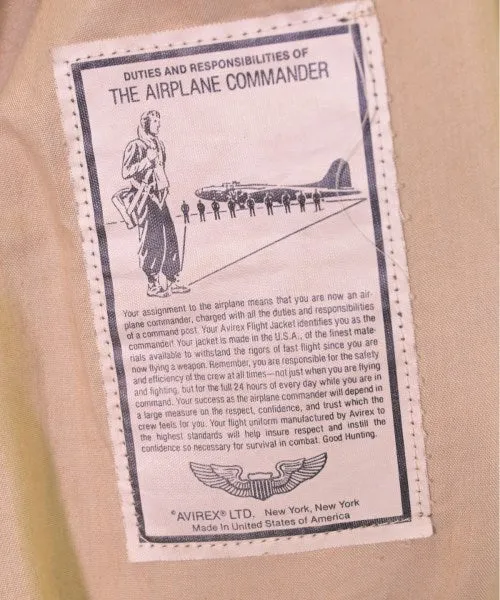 DUTIES AND RESPONSIBILITIES OF
THE AIRPLANE COMMANDER
Your assignment to the airplane means that you are now an air-
plane commander, charged with all the duties and responsibilities
of a command post. Your Avirex Flight Jacket identifies you as the
commander! Your jacket is made in the U.S.A., of the finest mate-
rials available to withstand the rigors of fast flight since you are
now flying a weapon. Remember, you are responsible for the safety
and efficiency of the crew at all times—not just when you are flying
and fighting, but for the full 24 hours of every day while you are in
command. Your success as the airplane commander will depend in
a large measure on the respect, confidence, and trust which the
crew feels for you. Your flight uniform manufactured by Avirex to
the highest standards will help insure respect and instill the
confidence so necessary for survival in combat. Good Hunting.
©AVIREX® LTD. New York, New York
Made In United States of America